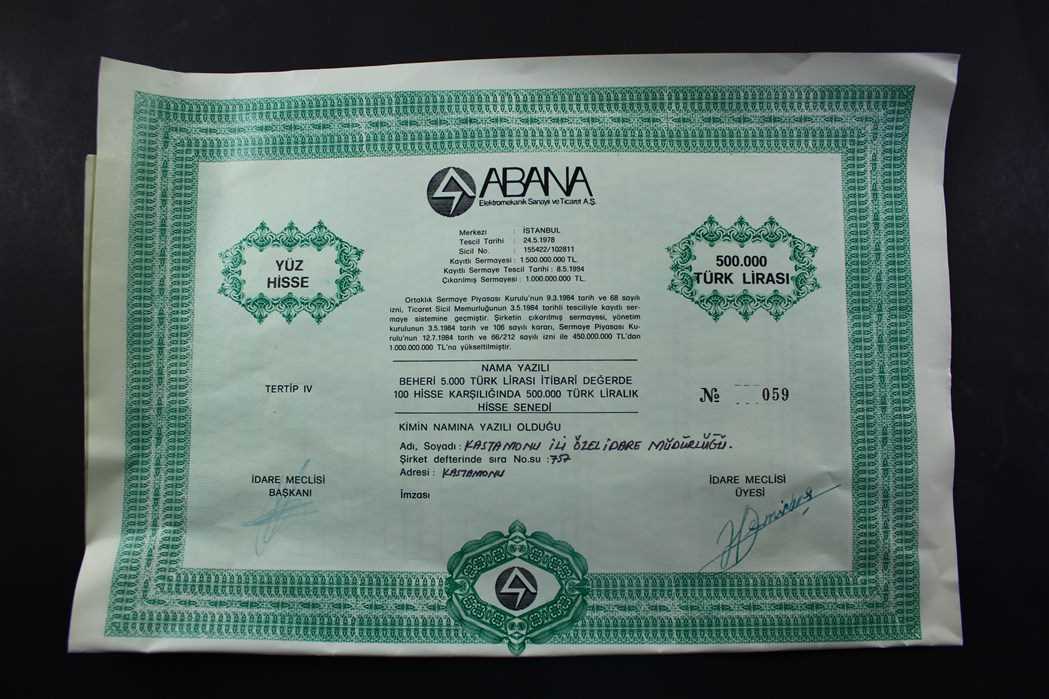 ABANA
Elektromekanik Sanayi ve Ticaret A.Ş.
Merkezi : İSTANBUL
Tescil Tarihi : 24.5.1978
Sicil No. : 155422/102811
Kayıtlı Sermayesi : 1.500.000.000 TL.
Kayıtlı Sermaye Tescil Tarihi : 8.5.1984
Çıkarılmış Sermayesi : 1.000.000.000 TL.
YÜZ
HİSSE
500.000
TÜRK LİRASI
Ortaklık Sermaye Piyasası Kurulu'nun 9.3.1984 tarih ve 68 sayılı
izni, Ticaret Sicil Memurluğunun 3.5.1984 tarihli tesciliyle kayıtlı ser-
maye sistemine geçmiştir. Şirketin çıkarılmış sermayesi, yönetim
kurulunun 3.5.1984 tarih ve 106 sayılı kararı, Sermaye Piyasası Ku-
rulu'nun 12.7.1984 tarih ve 66/212 sayılı izni ile 450.000.000 TL'dan
1.000.000.000 TL'na yükseltilmiştir.
NAMA YAZILI
BEHERİ 5.000 TÜRK LİRASI İTİBARİ DEĞERDE
100 HİSSE KARŞILIĞINDA 500.000 TÜRK LİRALIK
HİSSE SENEDİ
TERTİP IV
№ 059
KİMİN NAMINA YAZILI OLDUĞU
Adı, Soyadı : KASTAMONU İLİ ÖZEL İDARE MÜDÜRLÜĞÜ.
Şirket defterinde sıra No.su : 757
Adresi : KASTAMONU
İmzası
İDARE MECLİSİ
BAŞKANI
İDARE MECLİSİ
ÜYESİ